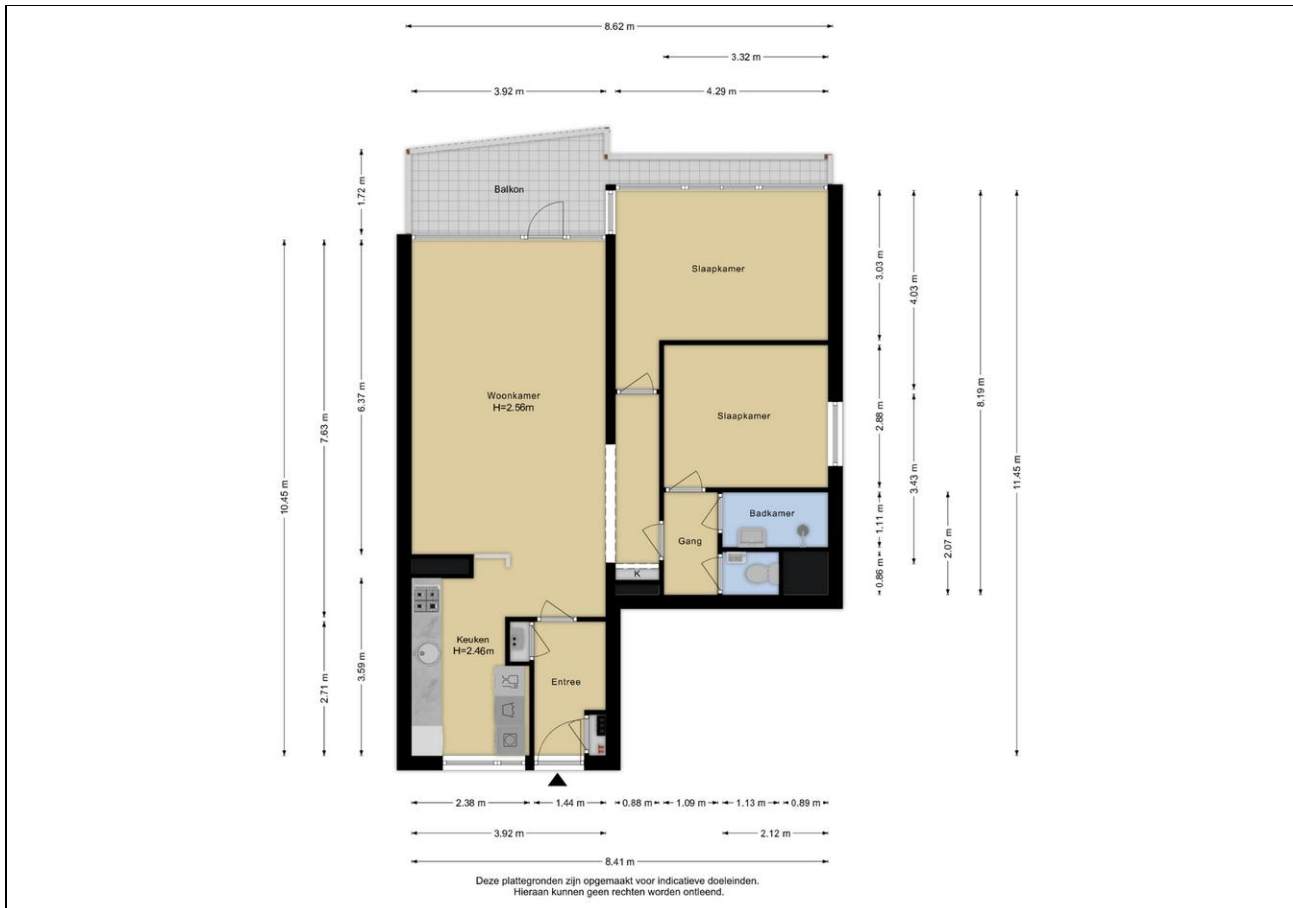 8.62 m
3.32 m
3.92 m
4.29 m
1.72 m
Balkon
Slaapkamer
3.03 m
4.03 m
Woonkamer
H=2.56m
6.37 m
7.63 m
8.19 m
Slaapkamer
2.88 m
3.43 m
10.45 m
11.45 m
Badkamer
1.11 m
Gang
2.07 m
K
0.86 m
Keuken
H=2.46m
3.59 m
2.71 m
Entree
2.38 m
1.44 m
0.88 m
1.09 m
1.13 m
0.89 m
3.92 m
2.12 m
8.41 m
Deze plattegronden zijn opgemaakt voor indicatieve doeleinden.
Hieraan kunnen geen rechten worden ontleend.